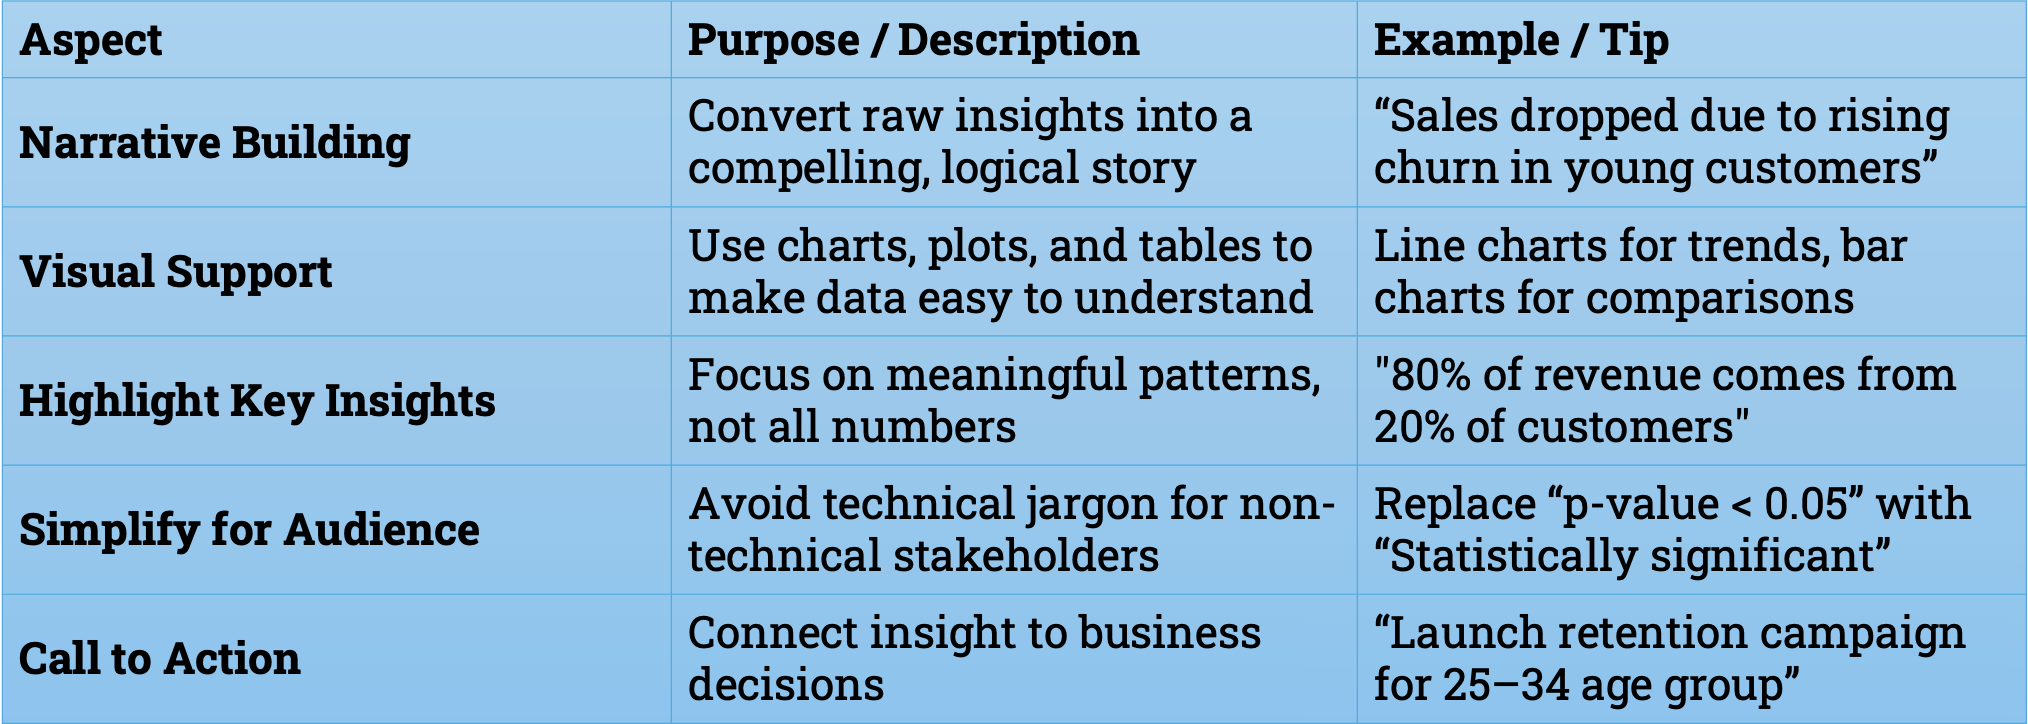 Aspect
Purpose / Description
Example / Tip
Narrative Building
Convert raw insights into a
compelling, logical story
“Sales dropped due to rising
churn in young customers”
Visual Support
Use charts, plots, and tables to
make data easy to understand
Line charts for trends, bar
charts for comparisons
Highlight Key Insights
Focus on meaningful patterns,
not all numbers
"80% of revenue comes from
20% of customers"
Simplify for Audience
Avoid technical jargon for non-
technical stakeholders
Replace “p-value < 0.05” with
“Statistically significant”
Call to Action
Connect insight to business
decisions
“Launch retention campaign
for 25–34 age group”